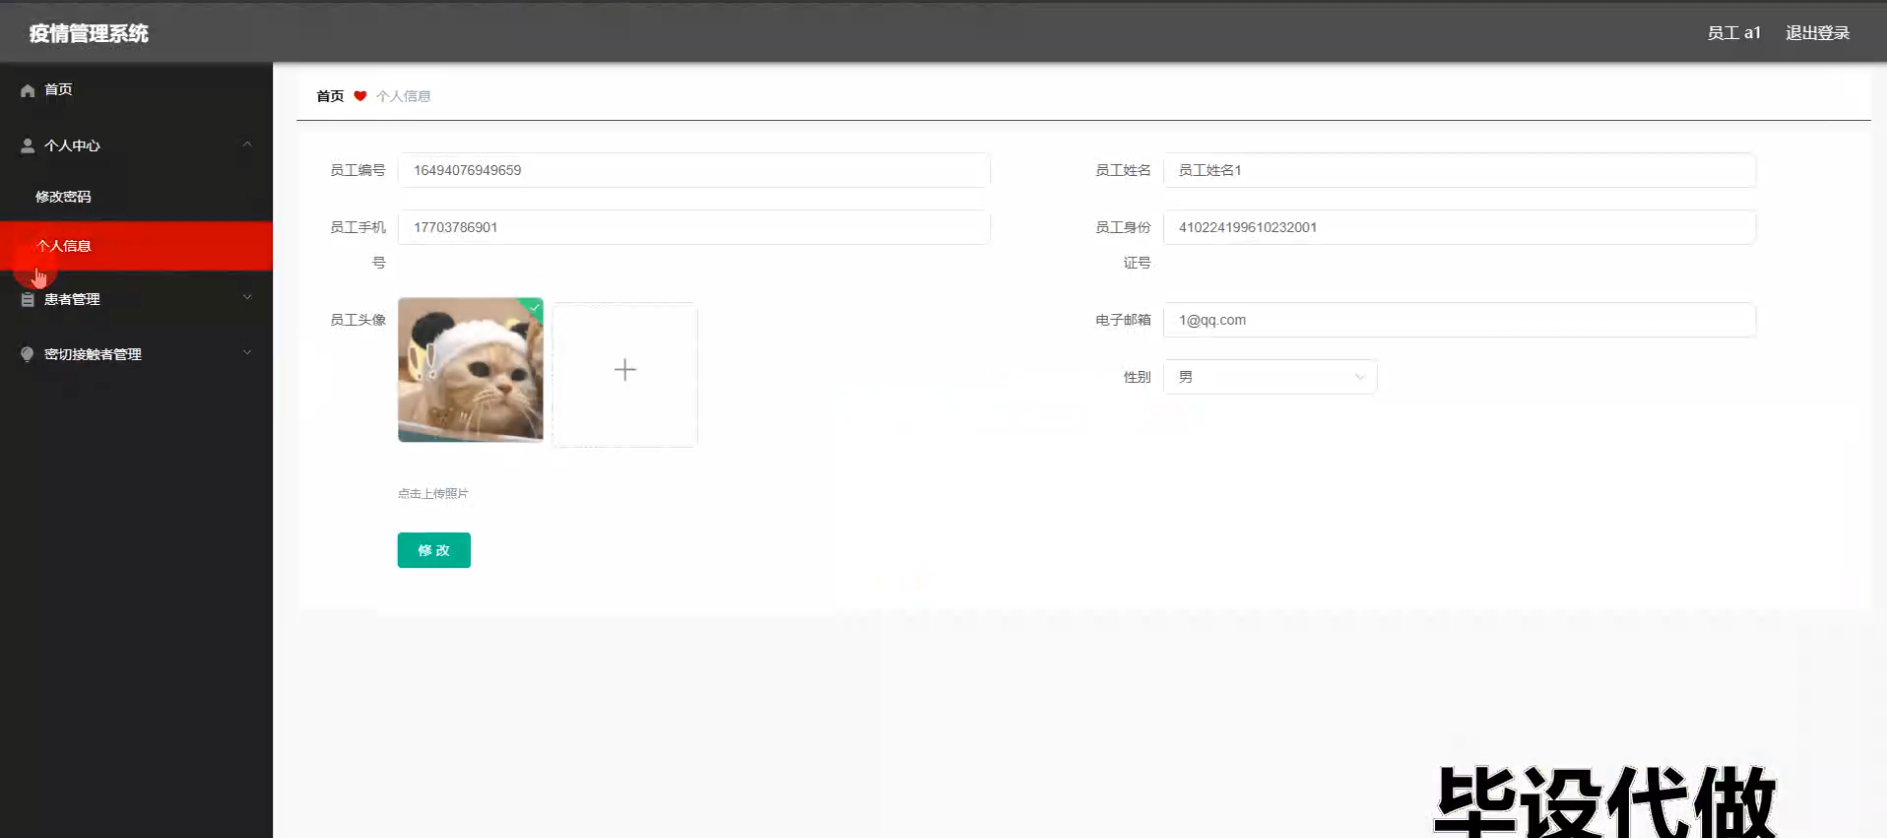 疫情管理系统
员工 a1 退出登录
首页
个人中心
修改密码
个人信息
患者管理
密切接触者管理
首页 个人信息
员工编号 16494076949659
员工姓名 员工姓名1
员工手机号 17703786901
员工身份证号 410224199610232001
员工头像
电子邮箱 1@qq.com
性别 男
点击上传照片
修改
毕设代做